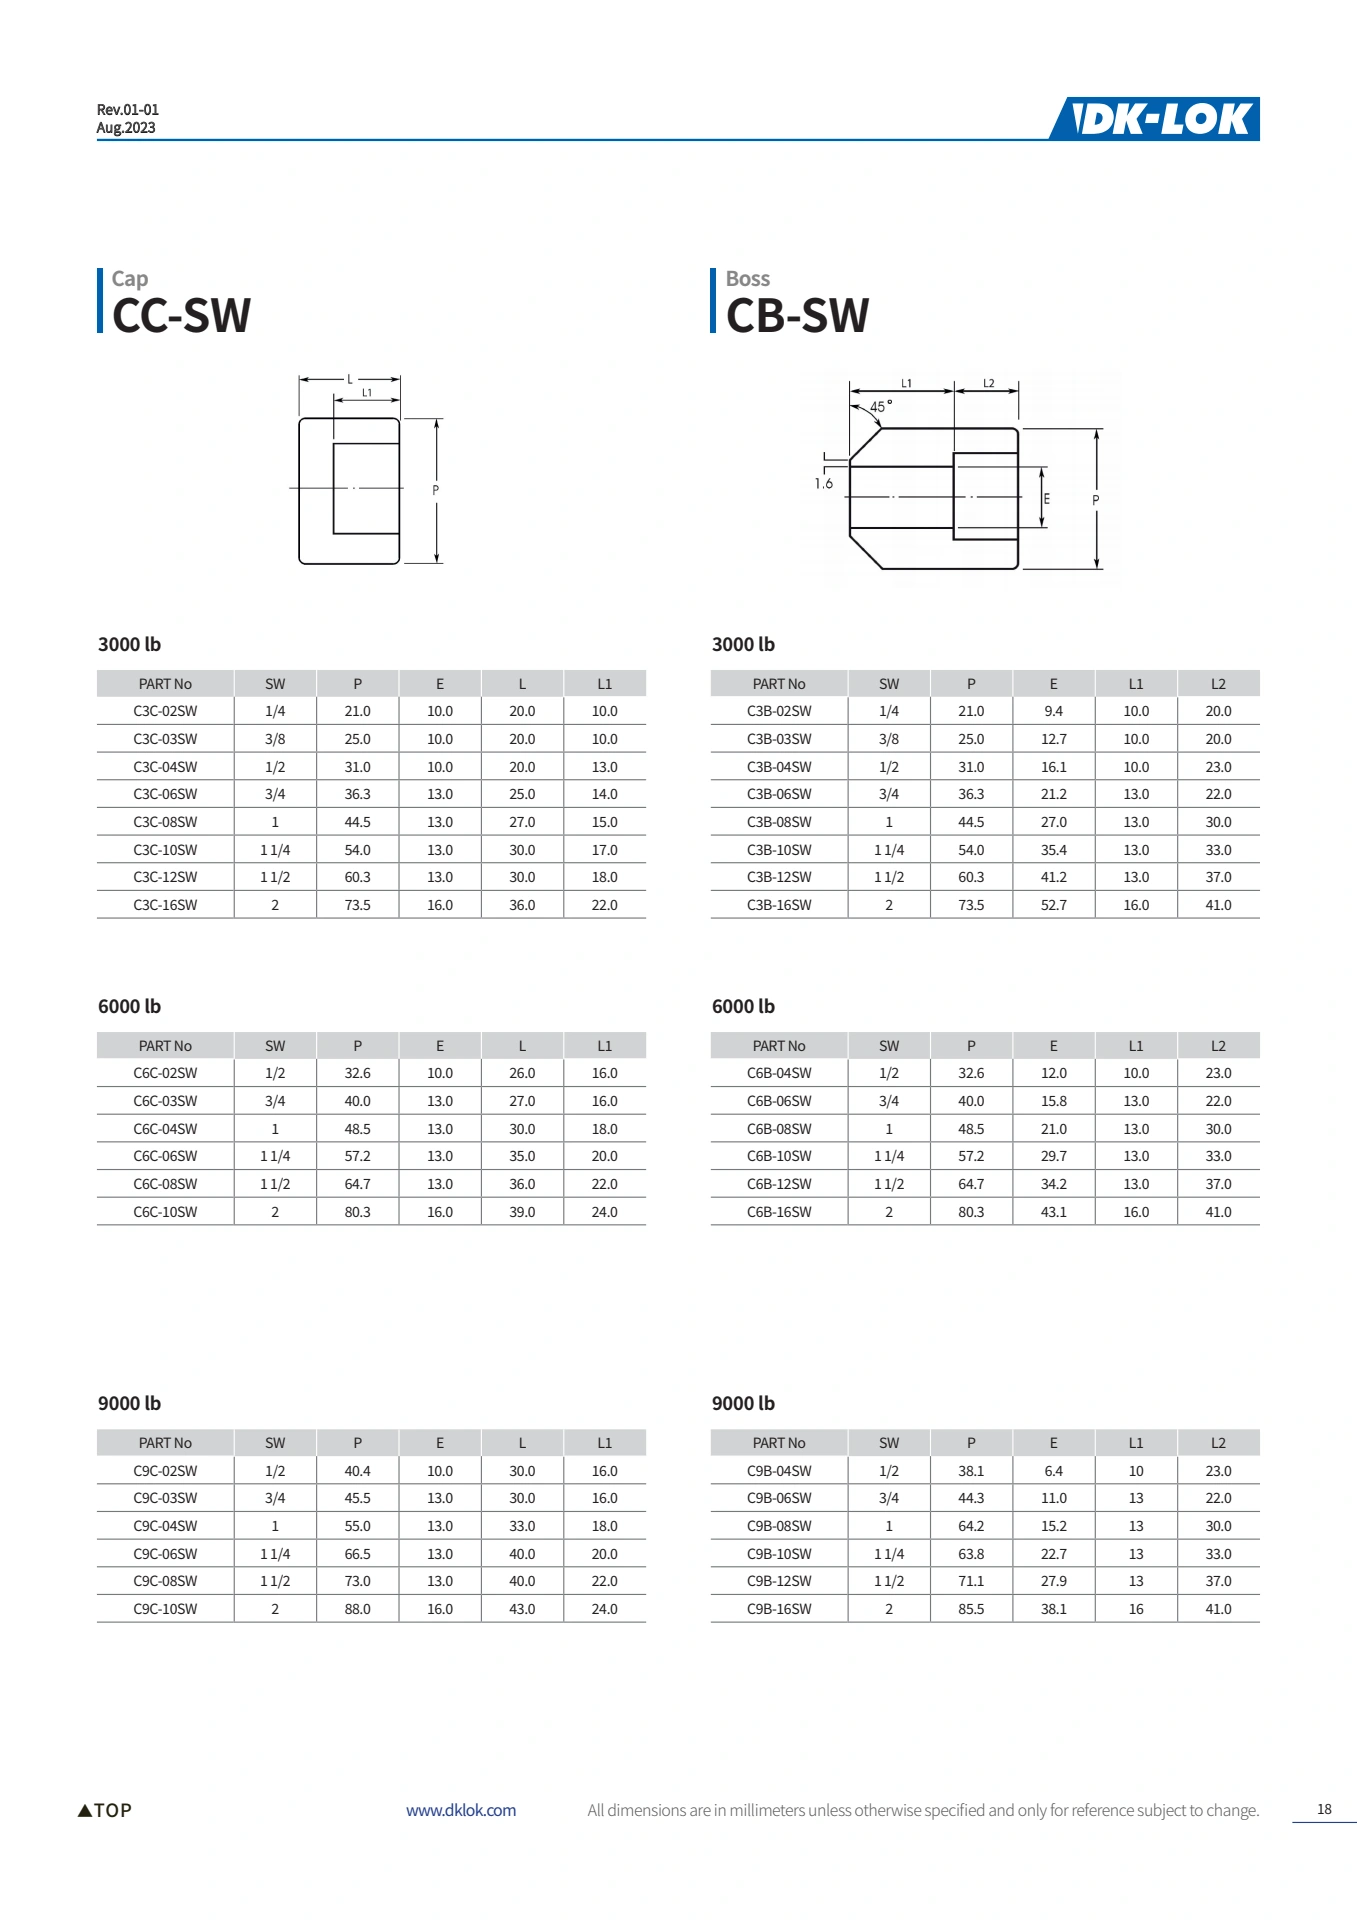 Rev.01-01
Aug.2023
DK-LOK
Cap
CC-SW
L
L1
P
3000 lb
PART No SW P E L L1
C3C-02SW 1/4 21.0 10.0 20.0 10.0
C3C-03SW 3/8 25.0 10.0 20.0 10.0
C3C-04SW 1/2 31.0 10.0 20.0 13.0
C3C-06SW 3/4 36.3 13.0 25.0 14.0
C3C-08SW 1 44.5 13.0 27.0 15.0
C3C-10SW 1 1/4 54.0 13.0 30.0 17.0
C3C-12SW 1 1/2 60.3 13.0 30.0 18.0
C3C-16SW 2 73.5 16.0 36.0 22.0
6000 lb
PART No SW P E L L1
C6C-02SW 1/2 32.6 10.0 26.0 16.0
C6C-03SW 3/4 40.0 13.0 27.0 16.0
C6C-04SW 1 48.5 13.0 30.0 18.0
C6C-06SW 1 1/4 57.2 13.0 35.0 20.0
C6C-08SW 1 1/2 64.7 13.0 36.0 22.0
C6C-10SW 2 80.3 16.0 39.0 24.0
9000 lb
PART No SW P E L L1
C9C-02SW 1/2 40.4 10.0 30.0 16.0
C9C-03SW 3/4 45.5 13.0 30.0 16.0
C9C-04SW 1 55.0 13.0 33.0 18.0
C9C-06SW 1 1/4 66.5 13.0 40.0 20.0
C9C-08SW 1 1/2 73.0 13.0 40.0 22.0
C9C-10SW 2 88.0 16.0 43.0 24.0
Boss
CB-SW
L1 L2
45°
1.6
E
P
3000 lb
PART No SW P E L1 L2
C3B-02SW 1/4 21.0 9.4 10.0 20.0
C3B-03SW 3/8 25.0 12.7 10.0 20.0
C3B-04SW 1/2 31.0 16.1 10.0 23.0
C3B-06SW 3/4 36.3 21.2 13.0 22.0
C3B-08SW 1 44.5 27.0 13.0 30.0
C3B-10SW 1 1/4 54.0 35.4 13.0 33.0
C3B-12SW 1 1/2 60.3 41.2 13.0 37.0
C3B-16SW 2 73.5 52.7 16.0 41.0
6000 lb
PART No SW P E L1 L2
C6B-04SW 1/2 32.6 12.0 10.0 23.0
C6B-06SW 3/4 40.0 15.8 13.0 22.0
C6B-08SW 1 48.5 21.0 13.0 30.0
C6B-10SW 1 1/4 57.2 29.7 13.0 33.0
C6B-12SW 1 1/2 64.7 34.2 13.0 37.0
C6B-16SW 2 80.3 43.1 16.0 41.0
9000 lb
PART No SW P E L1 L2
C9B-04SW 1/2 38.1 6.4 10 23.0
C9B-06SW 3/4 44.3 11.0 13 22.0
C9B-08SW 1 64.2 15.2 13 30.0
C9B-10SW 1 1/4 63.8 22.7 13 33.0
C9B-12SW 1 1/2 71.1 27.9 13 37.0
C9B-16SW 2 85.5 38.1 16 41.0
▲TOP
www.dklok.com
All dimensions are in millimeters unless otherwise specified and only for reference subject to change.
18